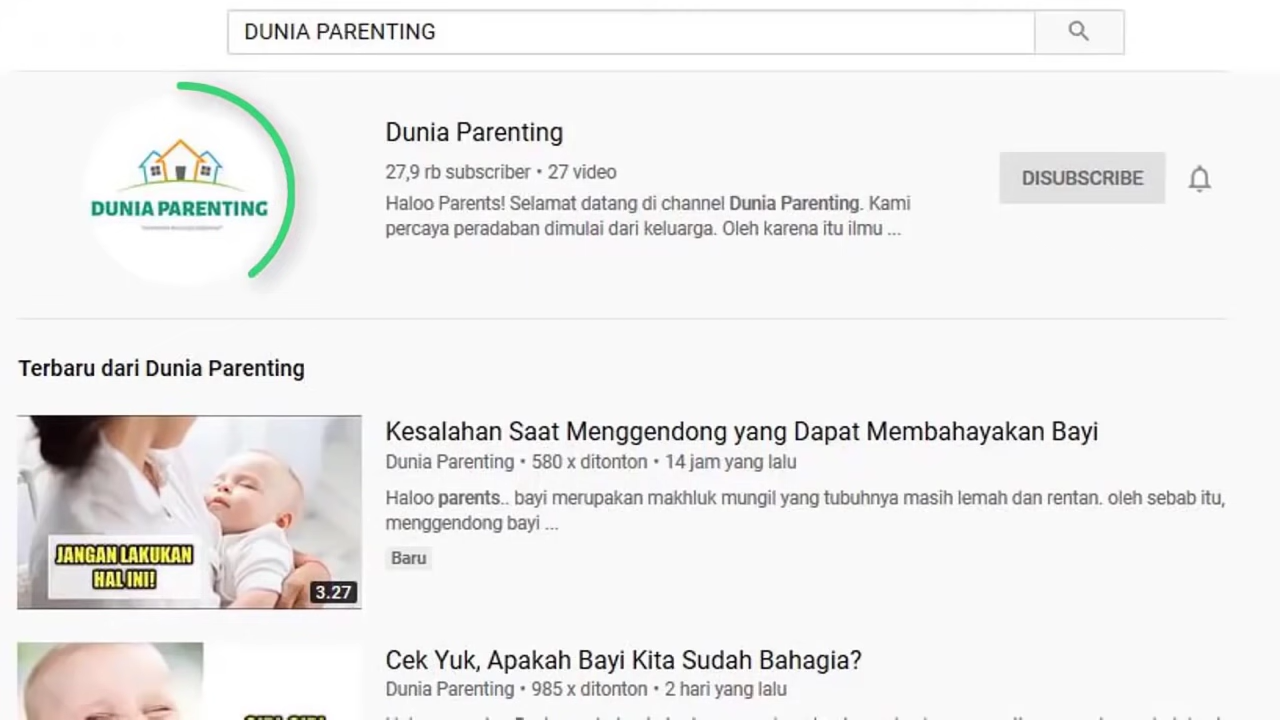 DUNIA PARENTING
DUNIA PARENTING
Dunia Parenting
27,9 rb subscriber • 27 video
Haloo Parents! Selamat datang di channel Dunia Parenting. Kami
percaya peradaban dimulai dari keluarga. Oleh karena itu ilmu ...
DISUBSCRIBE
Terbaru dari Dunia Parenting
JANGAN LAKUKAN
HAL INI!
3.27
Kesalahan Saat Menggendong yang Dapat Membahayakan Bayi
Dunia Parenting • 580 x ditonton • 14 jam yang lalu
Haloo parents.. bayi merupakan makhluk mungil yang tubuhnya masih lemah dan rentan. oleh sebab itu,
menggendong bayi ...
Baru
Cek Yuk, Apakah Bayi Kita Sudah Bahagia?
Dunia Parenting • 985 x ditonton • 2 hari yang lalu